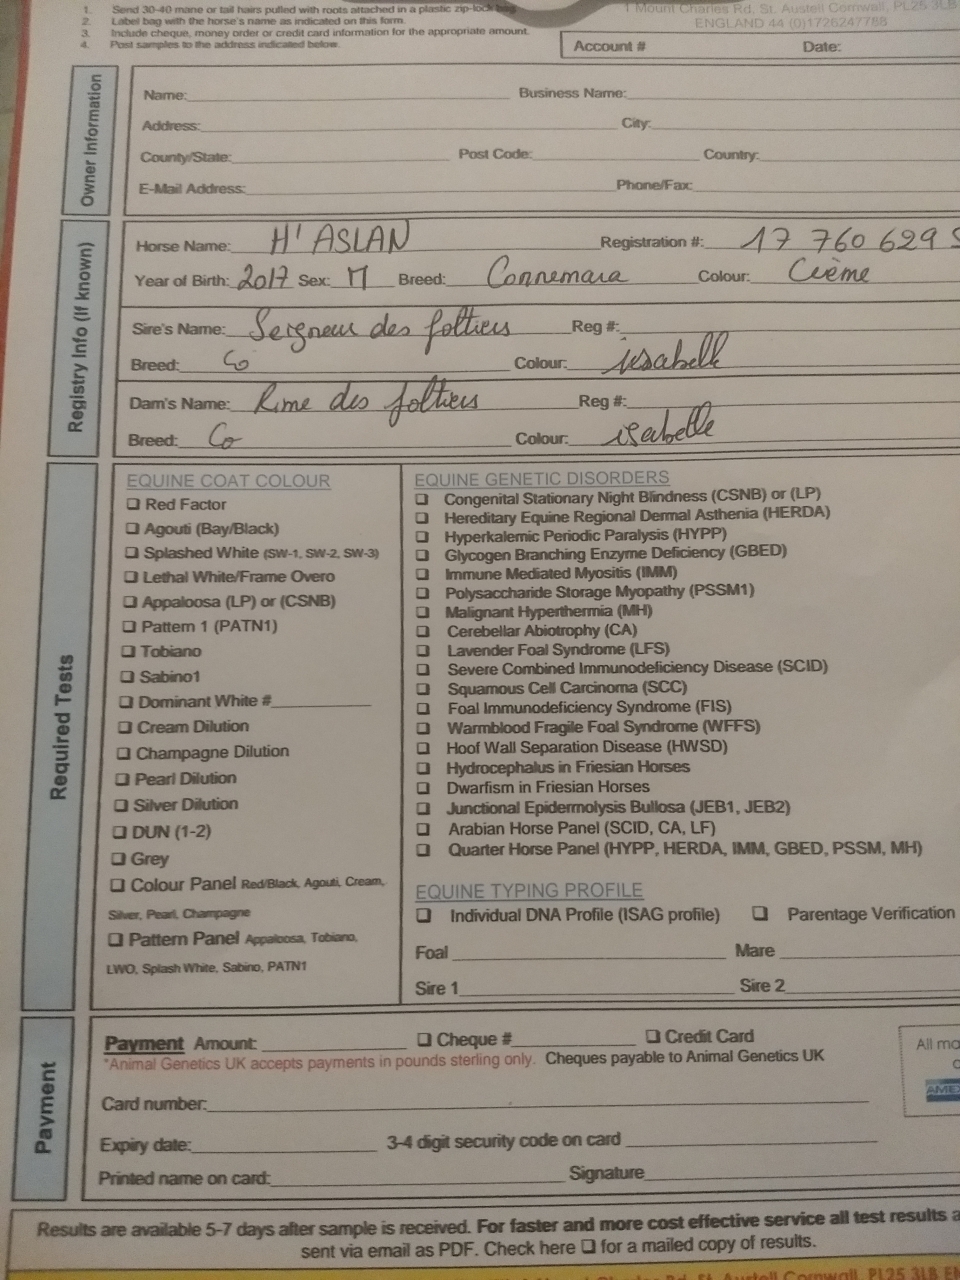 1. Send 30-40 mane or tail hairs pulled with roots attached in a plastic zip-lock
2. Label bag with the horse's name as indicated on this form.
3. Include cheque, money order or credit card information for the appropriate amount.
4. Post samples to the address indicated below.
1 Mount Charles Rd, St. Austell Cornwall, PL25 3LB
ENGLAND 44 (0)1726247788
Account # Date:
Owner Information
Name: Business Name:
Address: City:
County/State: Post Code: Country:
E-Mail Address: Phone/Fax:
Registry Info (If known)
Horse Name: H'ASLAN Registration #: 17 760 629 S
Year of Birth: 2017 Sex: M Breed: Connemara Colour: Crème
Sire's Name: Seigneur des foltiers Reg #:
Breed: Co Colour: isabelle
Dam's Name: Rime des foltiers Reg #:
Breed: Co Colour: isabelle
Required Tests
EQUINE COAT COLOUR
☐ Red Factor
☐ Agouti (Bay/Black)
☐ Splashed White (SW-1, SW-2, SW-3)
☐ Lethal White/Frame Overo
☐ Appaloosa (LP) or (CSNB)
☐ Pattern 1 (PATN1)
☐ Tobiano
☐ Sabino1
☐ Dominant White #
☐ Cream Dilution
☐ Champagne Dilution
☐ Pearl Dilution
☐ Silver Dilution
☐ DUN (1-2)
☐ Grey
☐ Colour Panel Red/Black, Agouti, Cream,
Silver, Pearl, Champagne
☐ Pattern Panel Appaloosa, Tobiano,
LWO, Splash White, Sabino, PATN1
EQUINE GENETIC DISORDERS
☐ Congenital Stationary Night Blindness (CSNB) or (LP)
☐ Hereditary Equine Regional Dermal Asthenia (HERDA)
☐ Hyperkalemic Periodic Paralysis (HYPP)
☐ Glycogen Branching Enzyme Deficiency (GBED)
☐ Immune Mediated Myositis (IMM)
☐ Polysaccharide Storage Myopathy (PSSM1)
☐ Malignant Hyperthermia (MH)
☐ Cerebellar Abiotrophy (CA)
☐ Lavender Foal Syndrome (LFS)
☐ Severe Combined Immunodeficiency Disease (SCID)
☐ Squamous Cell Carcinoma (SCC)
☐ Foal Immunodeficiency Syndrome (FIS)
☐ Warmblood Fragile Foal Syndrome (WFFS)
☐ Hoof Wall Separation Disease (HWSD)
☐ Hydrocephalus in Friesian Horses
☐ Dwarfism in Friesian Horses
☐ Junctional Epidermolysis Bullosa (JEB1, JEB2)
☐ Arabian Horse Panel (SCID, CA, LF)
☐ Quarter Horse Panel (HYPP, HERDA, IMM, GBED, PSSM, MH)
EQUINE TYPING PROFILE
☐ Individual DNA Profile (ISAG profile) ☐ Parentage Verification
Foal Mare
Sire 1 Sire 2
Payment
Payment Amount: ☐ Cheque # ☐ Credit Card
*Animal Genetics UK accepts payments in pounds sterling only. Cheques payable to Animal Genetics UK
Card number:
Expiry date: 3-4 digit security code on card
Printed name on card: Signature
All
AMEX
Results are available 5-7 days after sample is received. For faster and more cost effective service all test results
sent via email as PDF. Check here ☐ for a mailed copy of results.
Charles Rd, St. Austell Cornwall, PL25 3LB